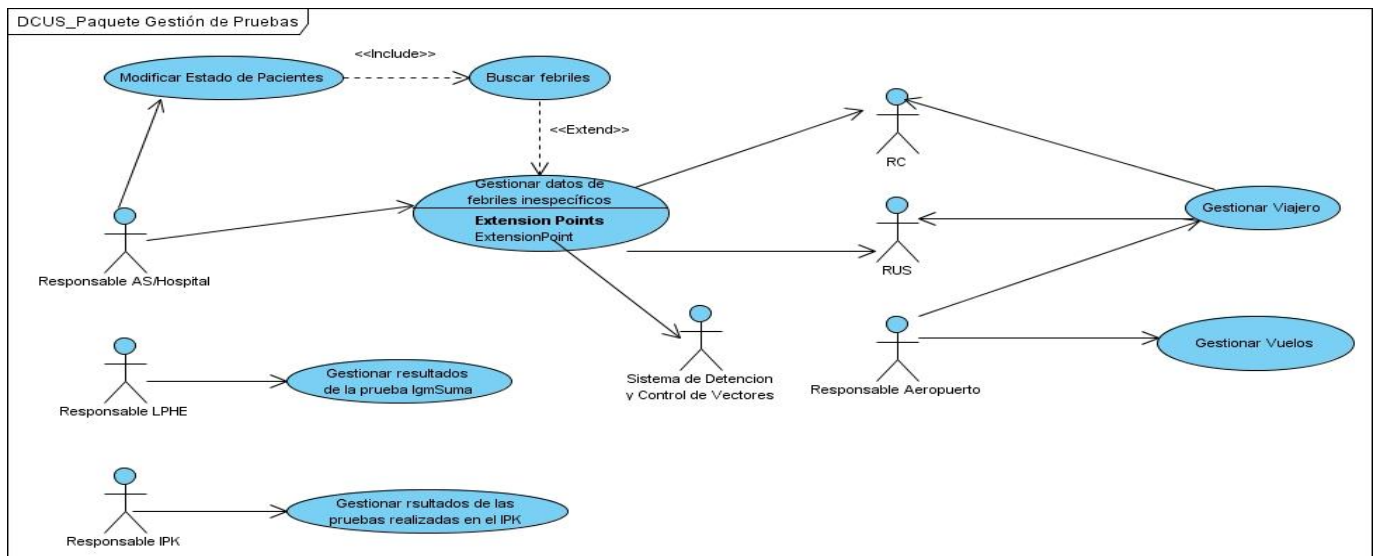 DCUS_Paquete Gestión de Pruebas
<<Include>>
Modificar Estado de Pacientes
Buscar febriles
<<Extend>>
RC
Gestionar datos de
febriles inespecíficos
Extension Points
ExtensionPoint
Gestionar Viajero
RUS
Responsable AS/Hospital
Gestionar Vuelos
Sistema de Detencion
y Control de Vectores
Responsable Aeropuerto
Gestionar resultados
de la prueba IgmSuma
Responsable LPHE
Gestionar rsultados de las
pruebas realizadas en el IPK
Responsable IPK